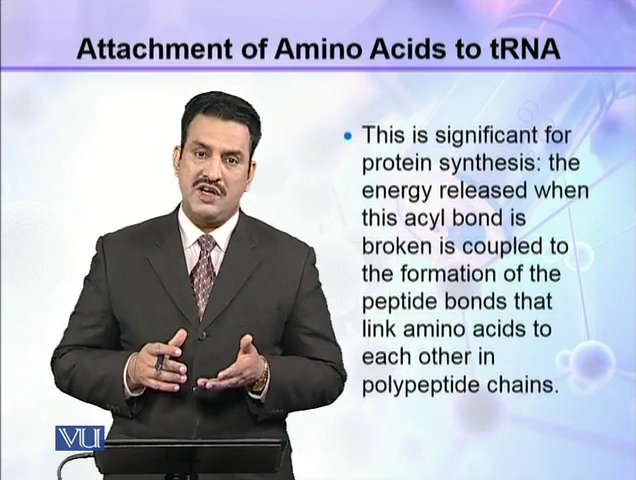 Attachment of Amino Acids to tRNA
• This is significant for
protein synthesis: the
energy released when
this acyl bond is
broken is coupled to
the formation of the
peptide bonds that
link amino acids to
each other in
polypeptide chains.
VU